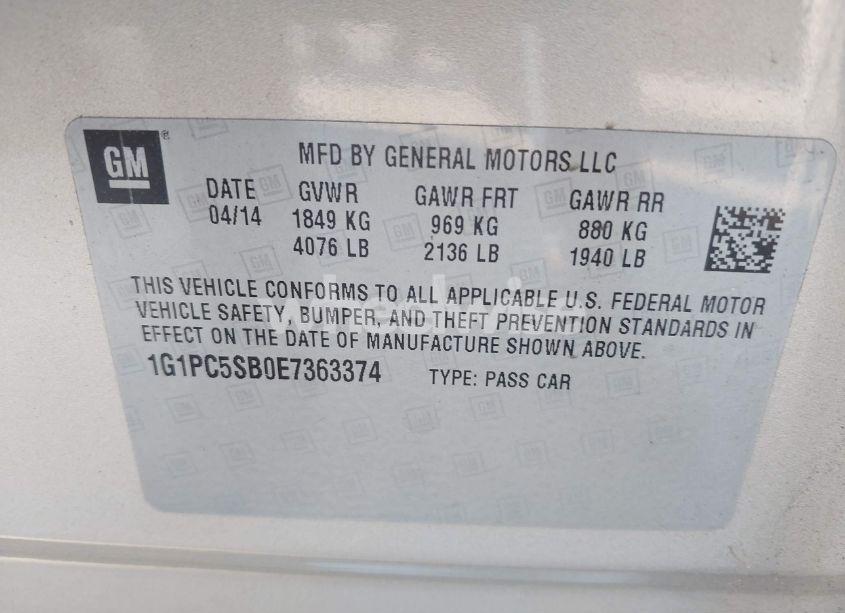 GM
MFD BY GENERAL MOTORS LLC
DATE GVWR GAWR FRT GAWR RR
04/14 1849 KG 969 KG 880 KG
4076 LB 2136 LB 1940 LB
THIS VEHICLE CONFORMS TO ALL APPLICABLE U.S. FEDERAL MOTOR
VEHICLE SAFETY, BUMPER, AND THEFT PREVENTION STANDARDS IN
EFFECT ON THE DATE OF MANUFACTURE SHOWN ABOVE.
1G1PC5SB0E7363374 TYPE: PASS CAR